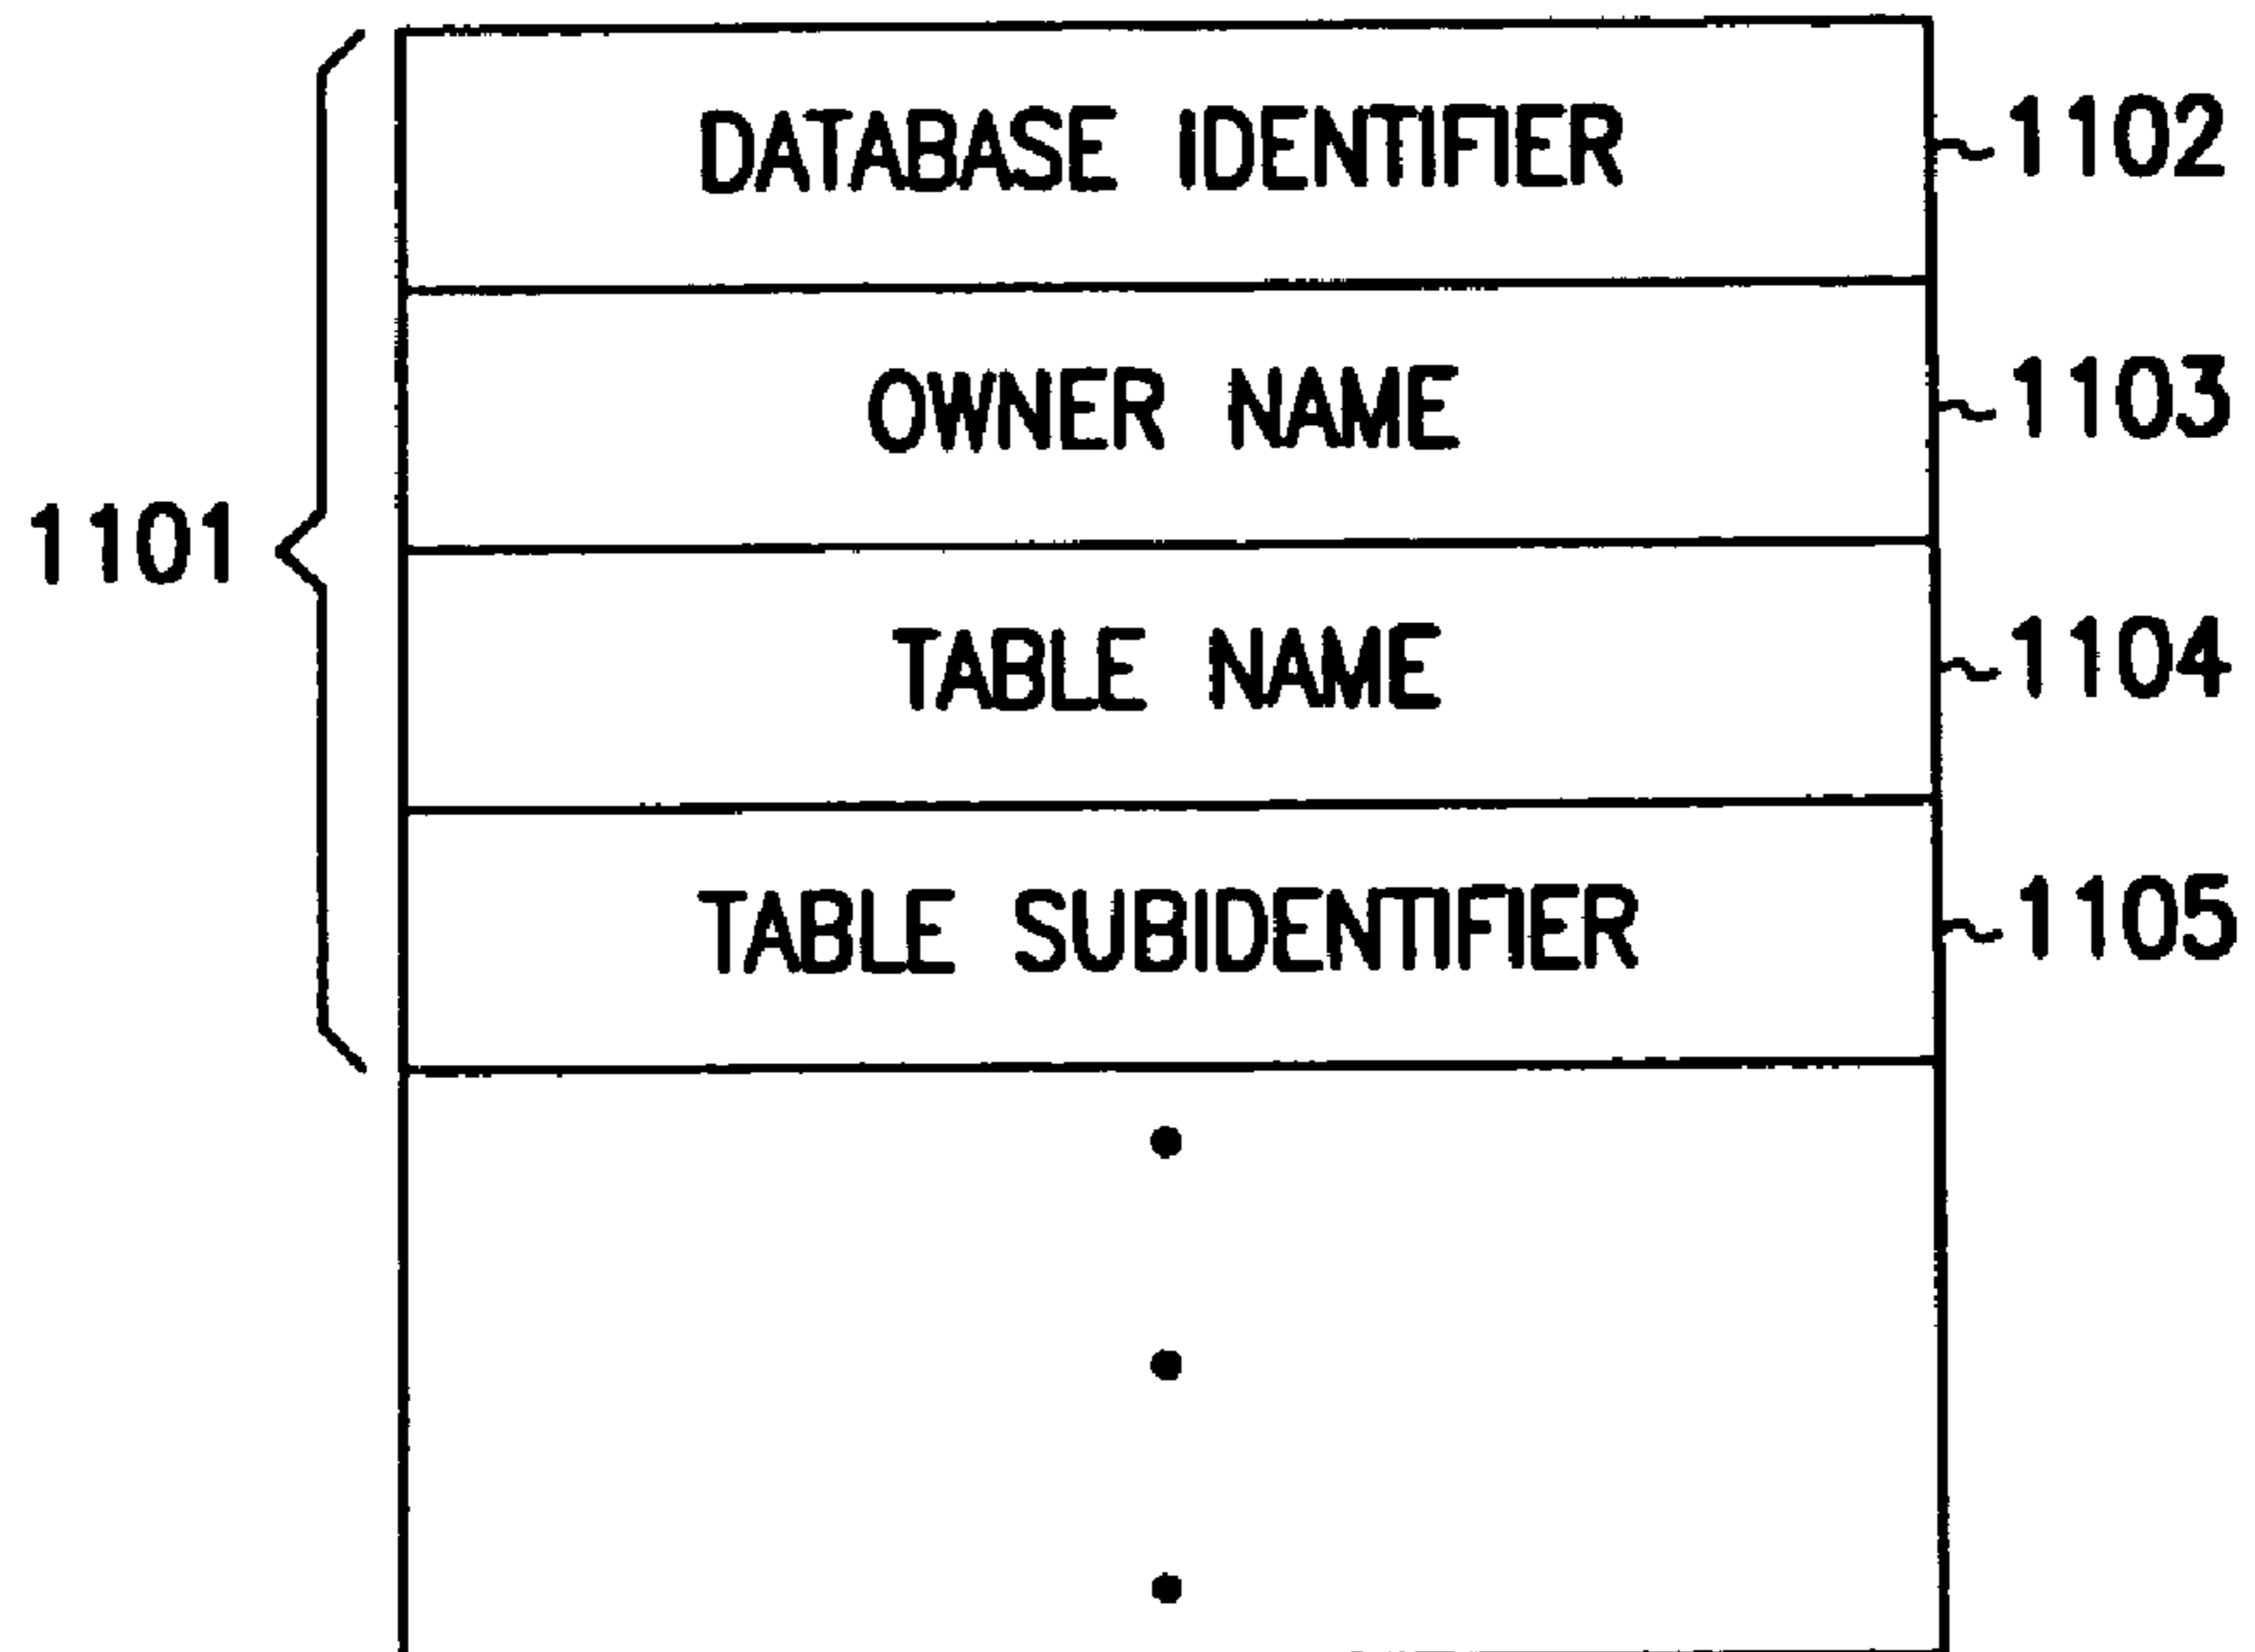 DATABASE IDENTIFIER 1102
OWNER NAME 1103
1101
TABLE NAME 1104
TABLE SUBIDENTIFIER 1105